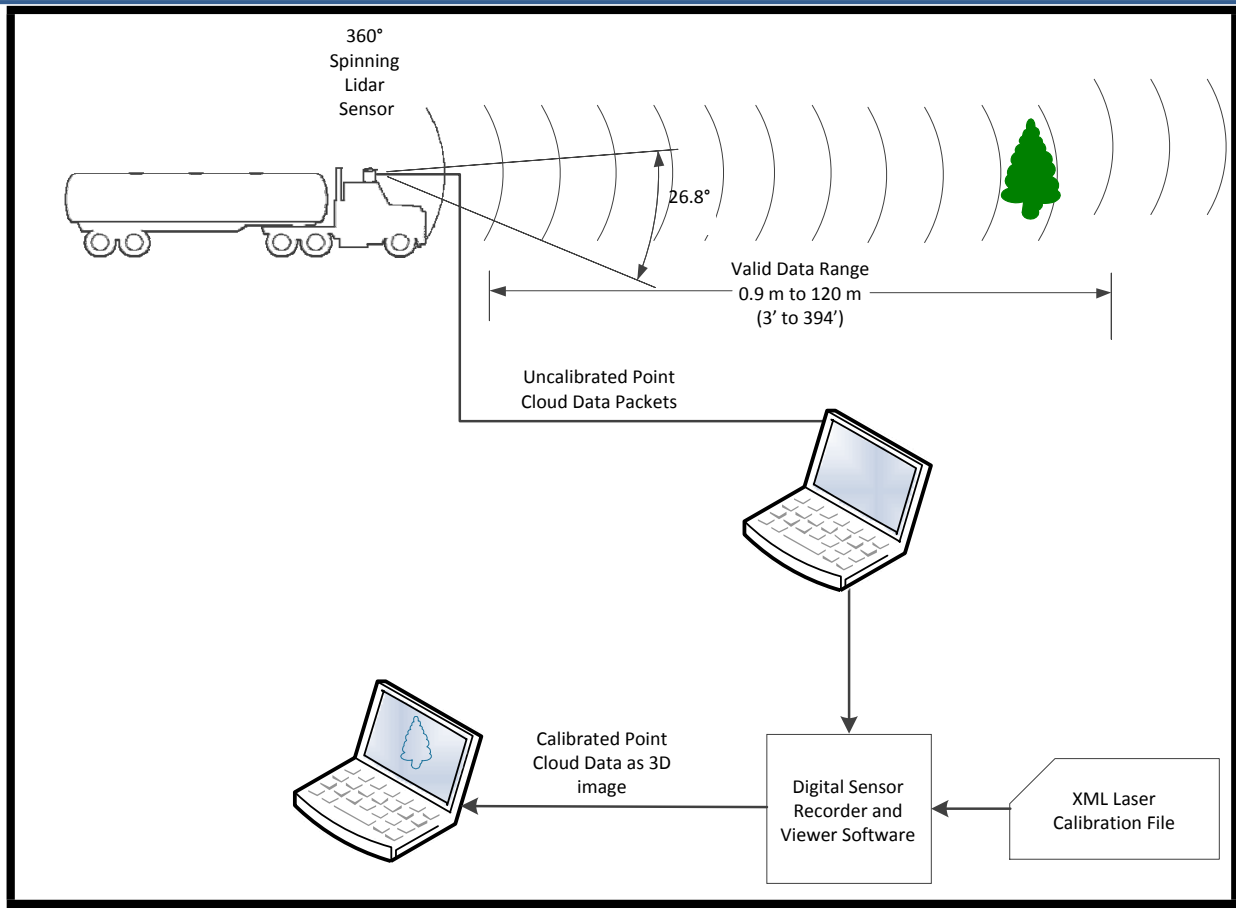 360°
Spinning
Lidar
Sensor
26.8°
Valid Data Range
0.9 m to 120 m
(3’ to 394’)
Uncalibrated Point
Cloud Data Packets
Calibrated Point
Cloud Data as 3D
image
Digital Sensor
Recorder and
Viewer Software
XML Laser
Calibration File